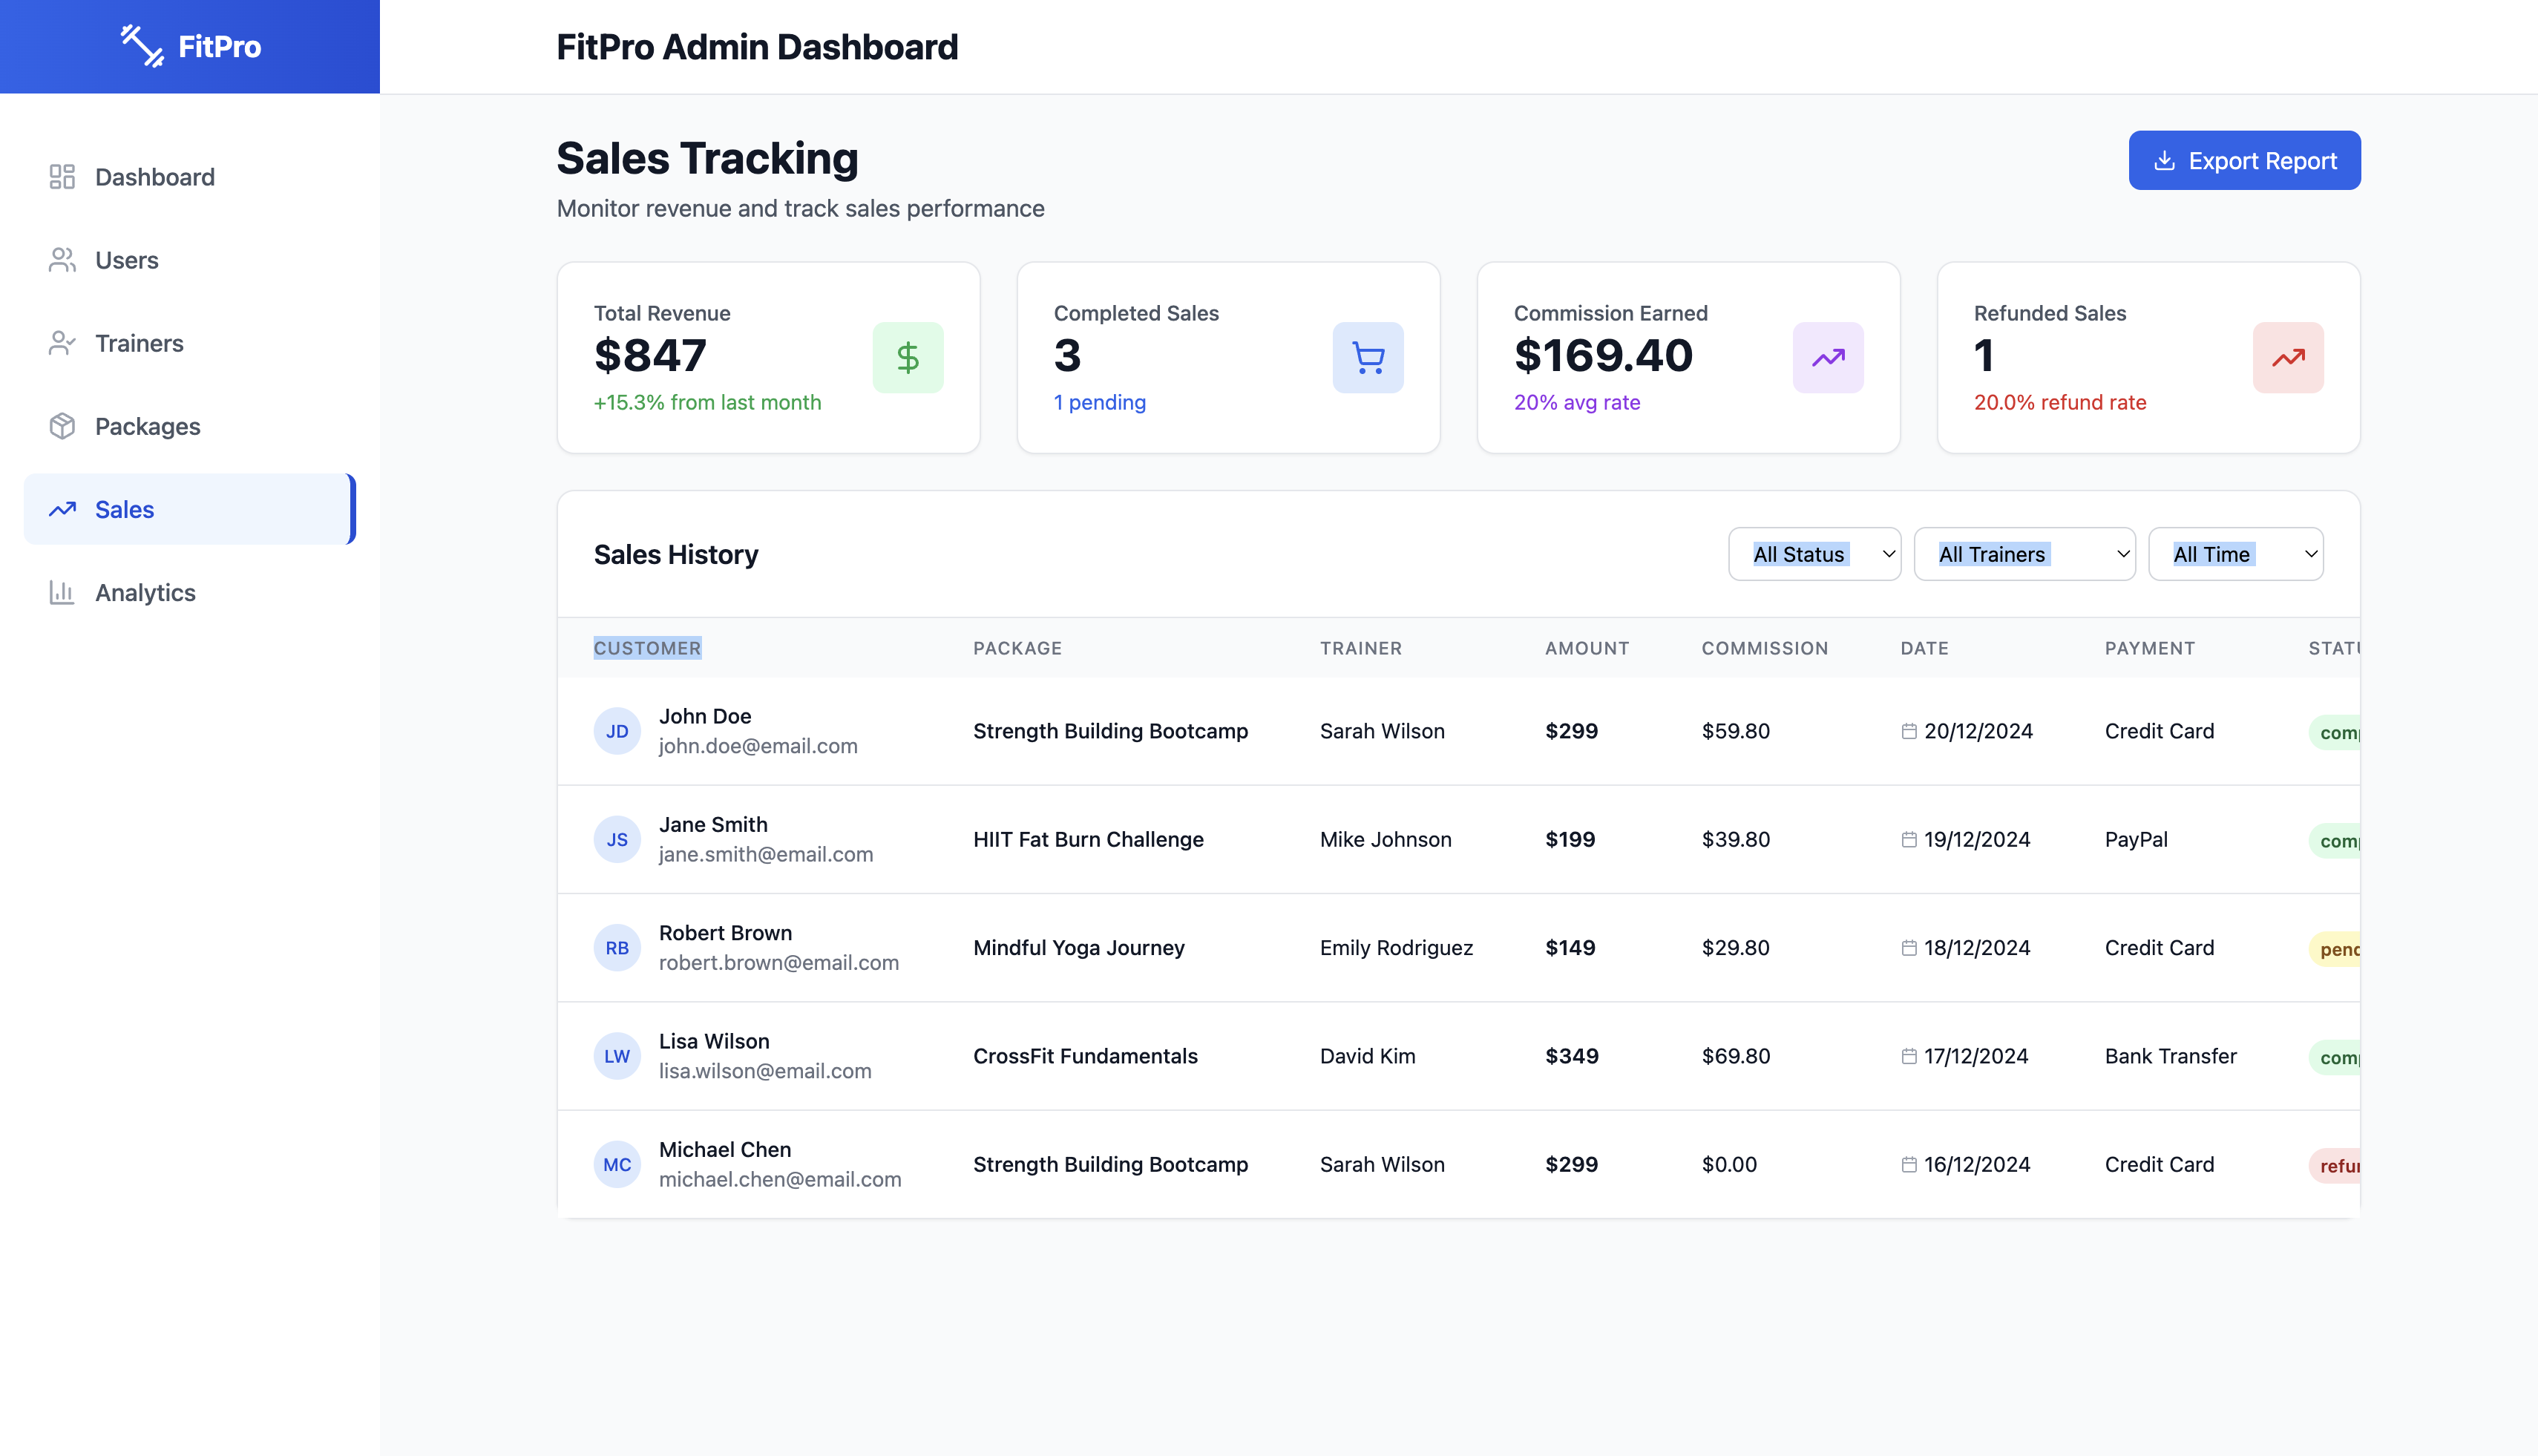 FitPro
FitPro Admin Dashboard
Dashboard
Users
Trainers
Packages
Sales
Analytics
Sales Tracking
Monitor revenue and track sales performance
Export Report
Total Revenue
$847
+15.3% from last month
Completed Sales
3
1 pending
Commission Earned
$169.40
20% avg rate
Refunded Sales
1
20.0% refund rate
Sales History
All Status
All Trainers
All Time
CUSTOMER PACKAGE TRAINER AMOUNT COMMISSION DATE PAYMENT
JD John Doe
john.doe@email.com
Strength Building Bootcamp Sarah Wilson $299 $59.80 20/12/2024 Credit Card
JS Jane Smith
jane.smith@email.com
HIIT Fat Burn Challenge Mike Johnson $199 $39.80 19/12/2024 PayPal
RB Robert Brown
robert.brown@email.com
Mindful Yoga Journey Emily Rodriguez $149 $29.80 18/12/2024 Credit Card
LW Lisa Wilson
lisa.wilson@email.com
CrossFit Fundamentals David Kim $349 $69.80 17/12/2024 Bank Transfer
MC Michael Chen
michael.chen@email.com
Strength Building Bootcamp Sarah Wilson $299 $0.00 16/12/2024 Credit Card